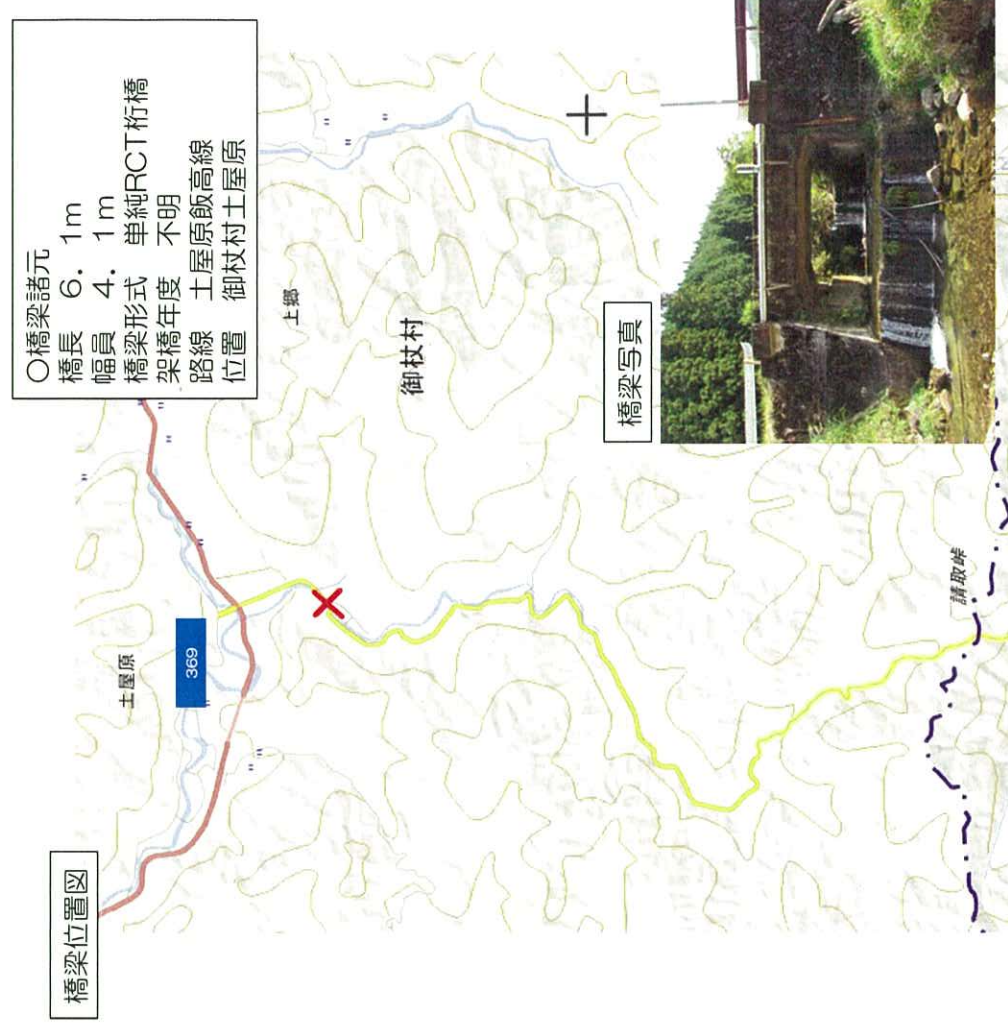 橋梁位置図
〇橋梁諸元
橋長 6.1m
幅員 4.1m
橋梁形式 単純RCT桁橋
架橋年度 不明
路線 土屋原飯高線
位置 御杖村土屋原
土屋原
369
上郷
御杖村
橋梁写真
請取峠